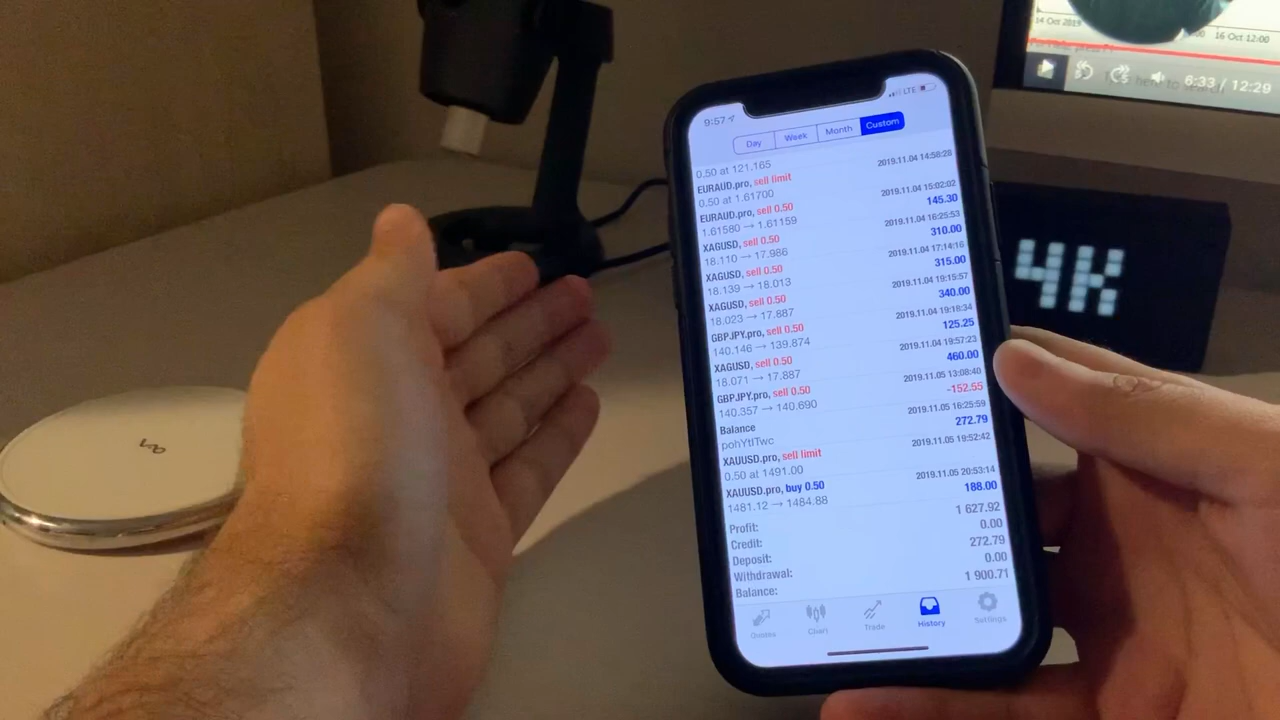 9:57
LTE
Day Week Month Custom
0.50 at 121.165
2019.11.04 14:58:28
EURAUD.pro, sell limit
0.50 at 1.61700
2019.11.04 15:02:02
EURAUD.pro, sell 0.50
145.30
1.61580 → 1.61159
2019.11.04 16:25:53
XAGUSD, sell 0.50
310.00
18.110 → 17.986
2019.11.04 17:14:16
XAGUSD, sell 0.50
315.00
18.139 → 18.013
2019.11.04 19:15:57
XAGUSD, sell 0.50
340.00
18.023 → 17.887
2019.11.04 19:18:34
GBPJPY.pro, sell 0.50
125.25
140.146 → 139.874
2019.11.04 19:57:23
XAGUSD, sell 0.50
460.00
18.071 → 17.887
2019.11.05 13:08:40
GBPJPY.pro, sell 0.50
-152.55
140.357 → 140.690
2019.11.05 16:25:59
Balance
272.79
pohYtITwc
2019.11.05 19:52:42
XAUUSD.pro, sell limit
0.50 at 1491.00
2019.11.05 20:53:14
XAUUSD.pro, buy 0.50
188.00
1481.12 → 1484.88
Profit: 1 627.92
Credit: 0.00
Deposit: 272.79
Withdrawal: 0.00
Balance: 1 900.71
Quotes Chart Trade History Settings
14 Oct 2019
16 Oct 12:00
6:33 / 12:29
4K